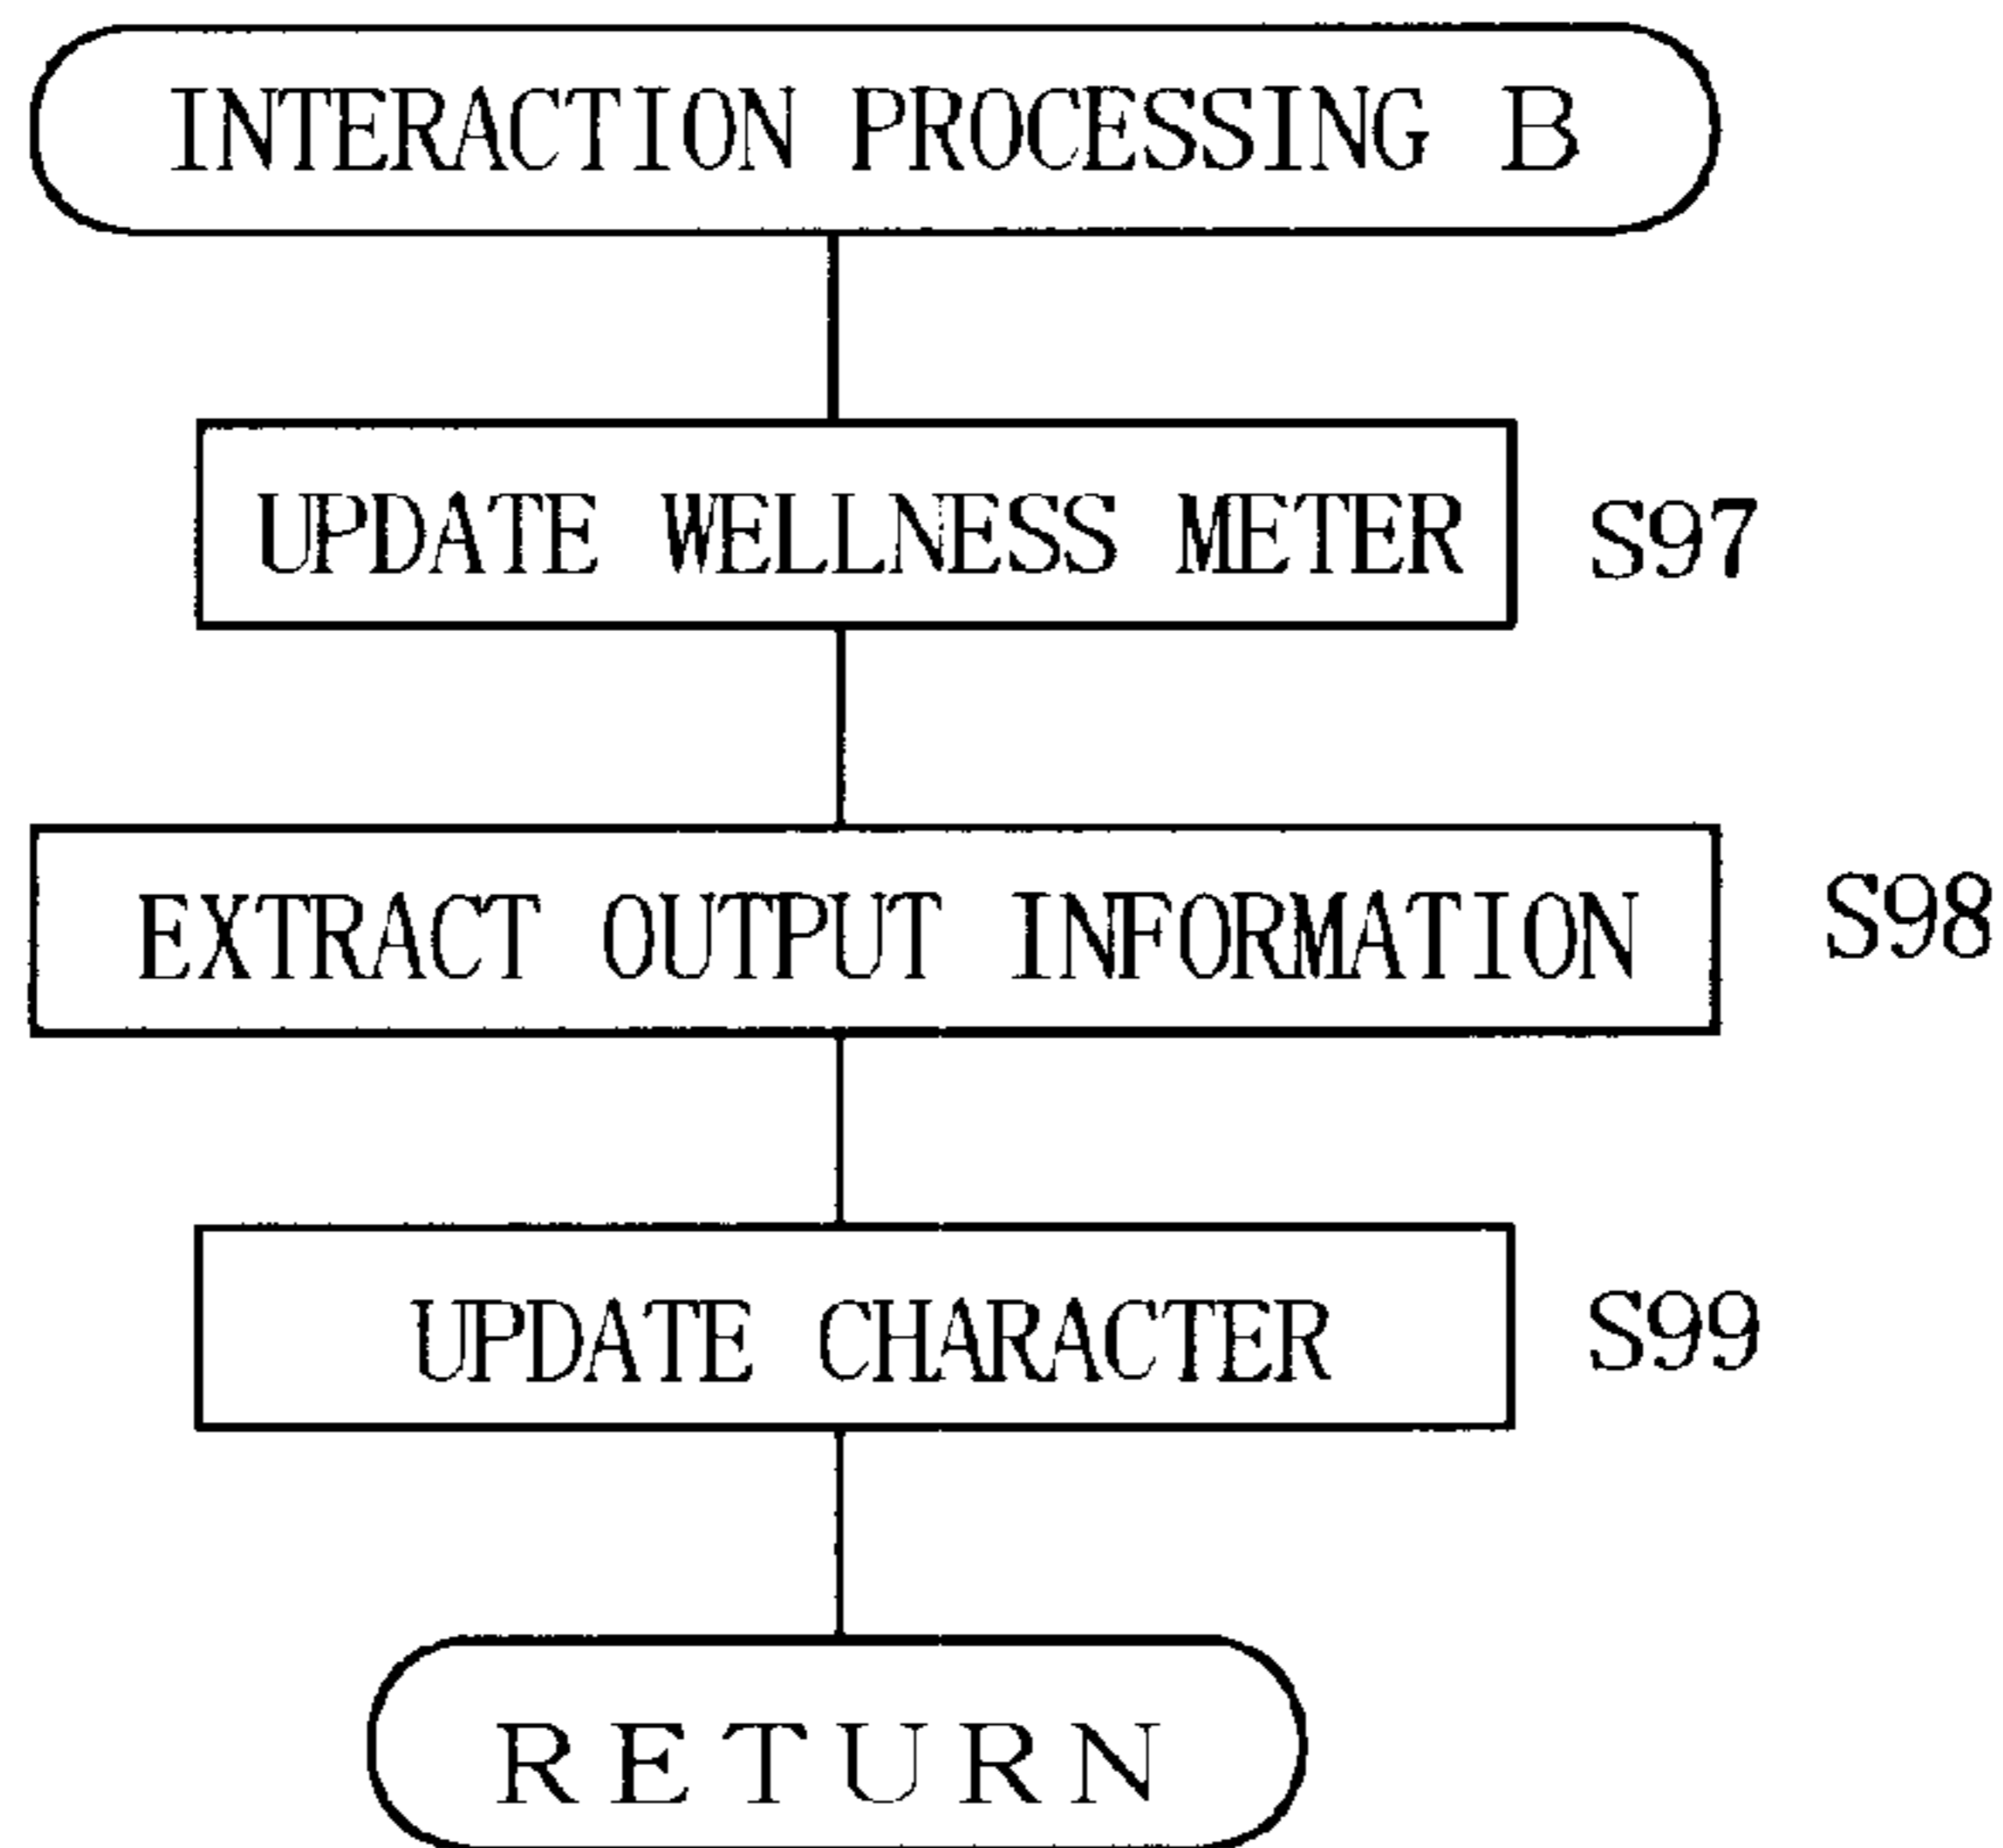 INTERACTION PROCESSING B
UPDATE WELLNESS METER S97
EXTRACT OUTPUT INFORMATION S98
UPDATE CHARACTER S99
RETURN